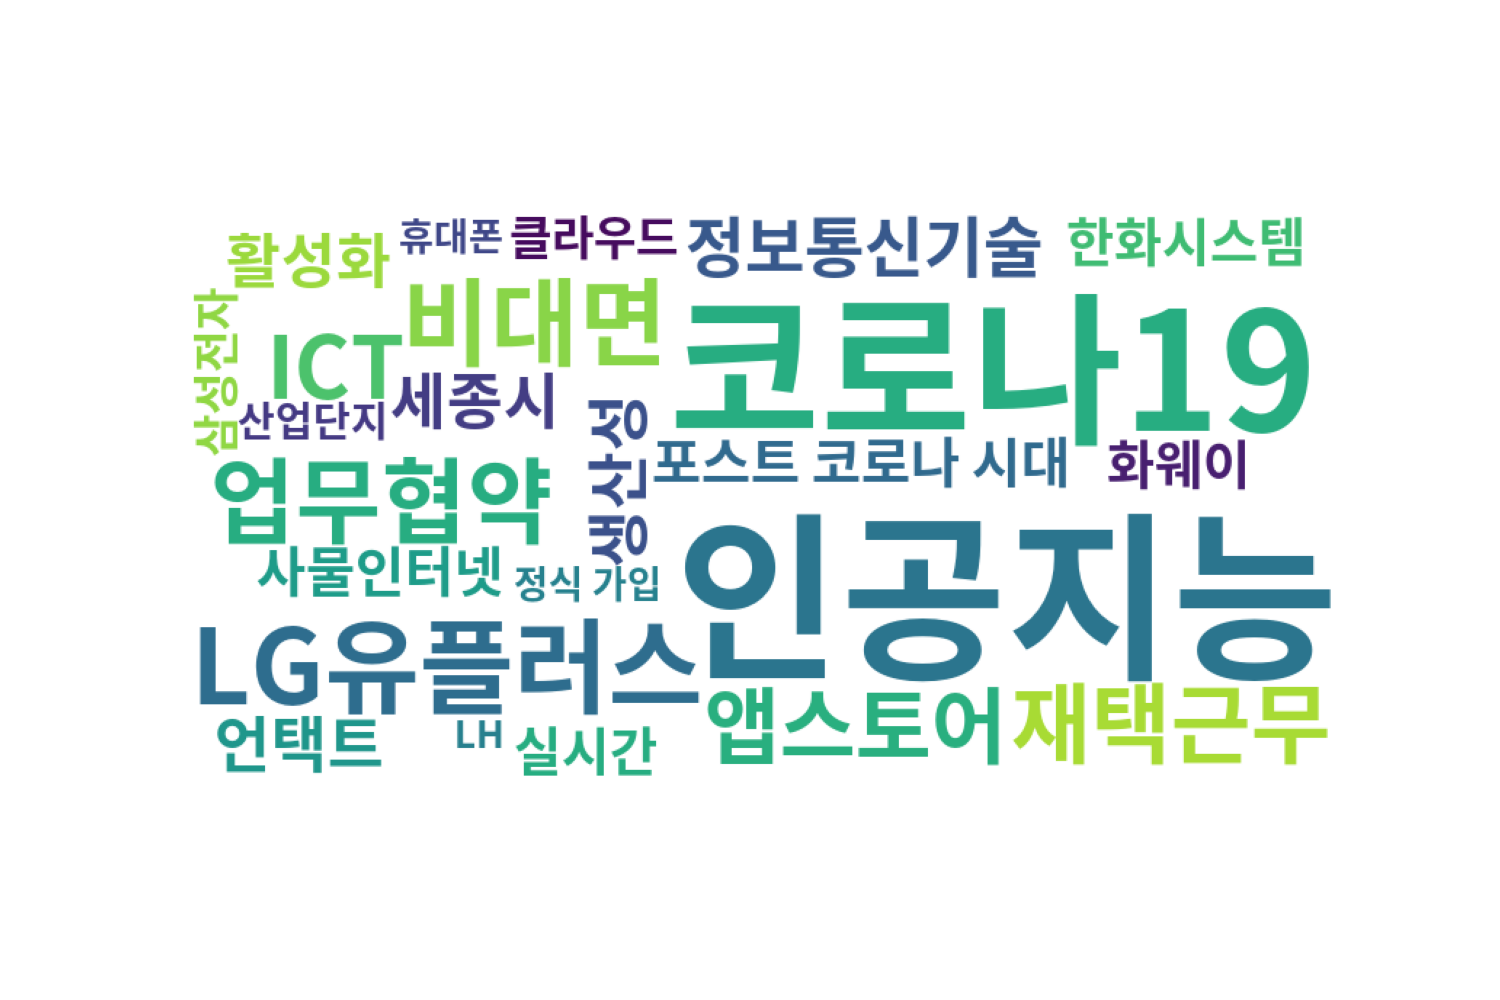 활성화
휴대폰
클라우드
정보통신기술
한화시스템
삼성전자
ICT
비대면
코로나19
산업단지
세종시
생산성
포스트 코로나 시대
화웨이
업무협약
사물인터넷
정식 가입
인공지능
LG유플러스
언택트
LH
실시간
앱스토어
재택근무